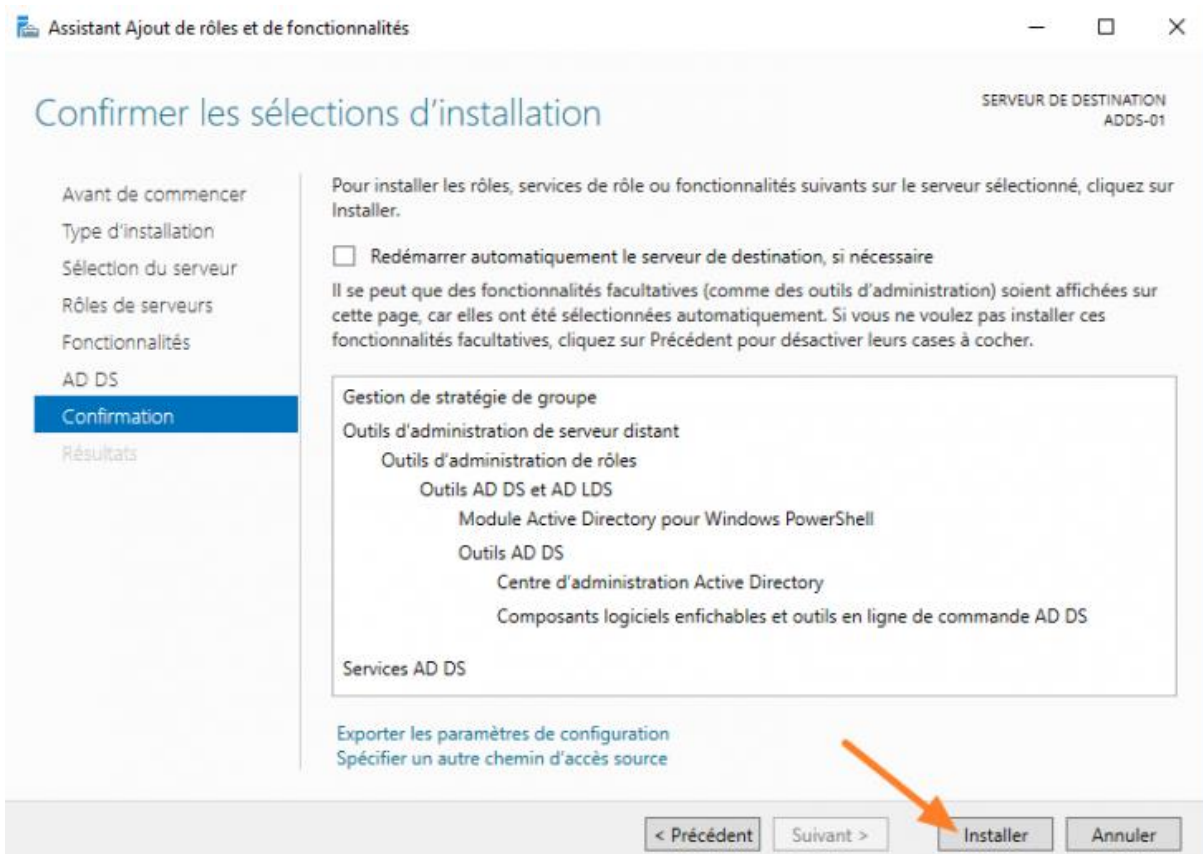 Assistant Ajout de rôles et de fonctionnalités
Confirmer les sélections d'installation
SERVEUR DE DESTINATION
ADDS-01
Avant de commencer
Type d'installation
Sélection du serveur
Rôles de serveurs
Fonctionnalités
AD DS
Confirmation
Résultats
Pour installer les rôles, services de rôle ou fonctionnalités suivants sur le serveur sélectionné, cliquez sur
Installer.
Redémarrer automatiquement le serveur de destination, si nécessaire
Il se peut que des fonctionnalités facultatives (comme des outils d'administration) soient affichées sur
cette page, car elles ont été sélectionnées automatiquement. Si vous ne voulez pas installer ces
fonctionnalités facultatives, cliquez sur Précédent pour désactiver leurs cases à cocher.
Gestion de stratégie de groupe
Outils d'administration de serveur distant
Outils d'administration de rôles
Outils AD DS et AD LDS
Module Active Directory pour Windows PowerShell
Outils AD DS
Centre d'administration Active Directory
Composants logiciels enfichables et outils en ligne de commande AD DS
Services AD DS
Exporter les paramètres de configuration
Spécifier un autre chemin d'accès source
< Précédent
Suivant >
Installer
Annuler